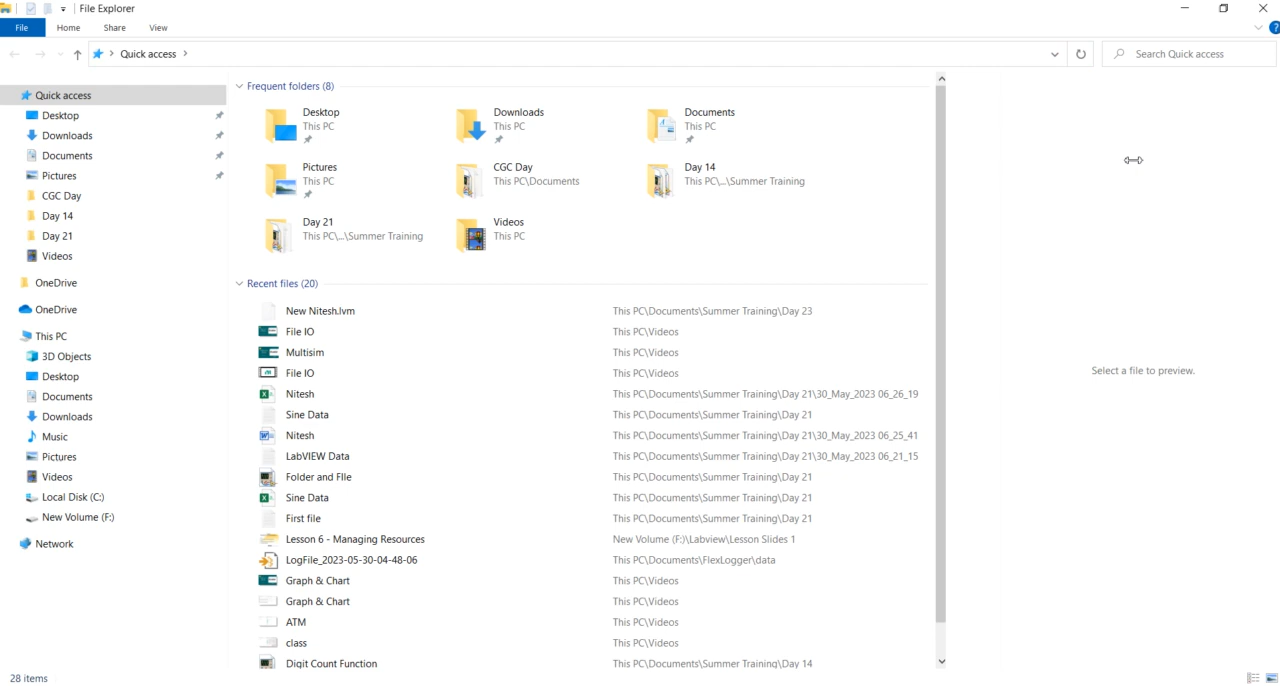 File Explorer
File Home Share View
Quick access
Search Quick access
Quick access
Desktop
Downloads
Documents
Pictures
CGC Day
Day 14
Day 21
Videos
OneDrive
OneDrive
This PC
3D Objects
Desktop
Documents
Downloads
Music
Pictures
Videos
Local Disk (C:)
New Volume (F:)
Network
Frequent folders (8)
Desktop
This PC
Downloads
This PC
Documents
This PC
Pictures
This PC
CGC Day
This PC\Documents
Day 14
This PC\...\Summer Training
Day 21
This PC\...\Summer Training
Videos
This PC
Recent files (20)
New Nitesh.lvm This PC\Documents\Summer Training\Day 23
File IO This PC\Videos
Multisim This PC\Videos
File IO This PC\Videos
Nitesh This PC\Documents\Summer Training\Day 21\30_May_2023 06_26_19
Sine Data This PC\Documents\Summer Training\Day 21
Nitesh This PC\Documents\Summer Training\Day 21\30_May_2023 06_25_41
LabVIEW Data This PC\Documents\Summer Training\Day 21\30_May_2023 06_21_15
Folder and FIle This PC\Documents\Summer Training\Day 21
Sine Data This PC\Documents\Summer Training\Day 21
First file This PC\Documents\Summer Training\Day 21
Lesson 6 - Managing Resources New Volume (F:)\Labview\Lesson Slides 1
LogFile_2023-05-30-04-48-06 This PC\Documents\FlexLogger\data
Graph & Chart This PC\Videos
Graph & Chart This PC\Videos
ATM This PC\Videos
class This PC\Videos
Digit Count Function This PC\Documents\Summer Training\Day 14
Select a file to preview.
28 items